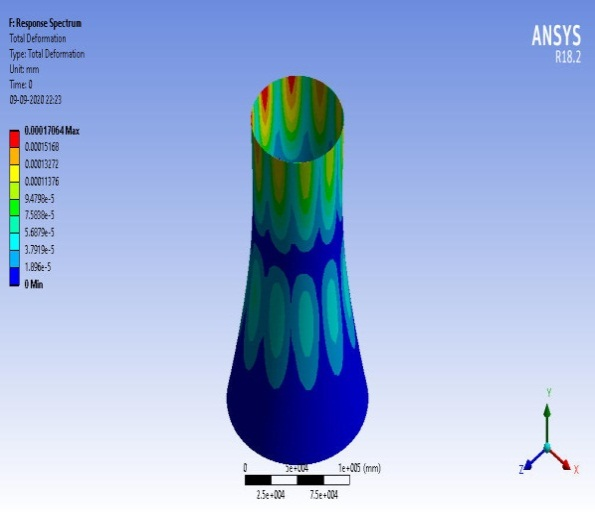 F: Response Spectrum
Total Deformation
Type: Total Deformation
Unit: mm
Time: 0
09-09-2020 22:23
ANSYS
R18.2
0.00017064 Max
0.00015168
0.00013272
0.00011376
9.4798e-5
7.5838e-5
5.6879e-5
3.7919e-5
1.896e-5
0 Min
Y
Z
X
0 5e+004 1e+005 (mm)
2.5e+004 7.5e+004